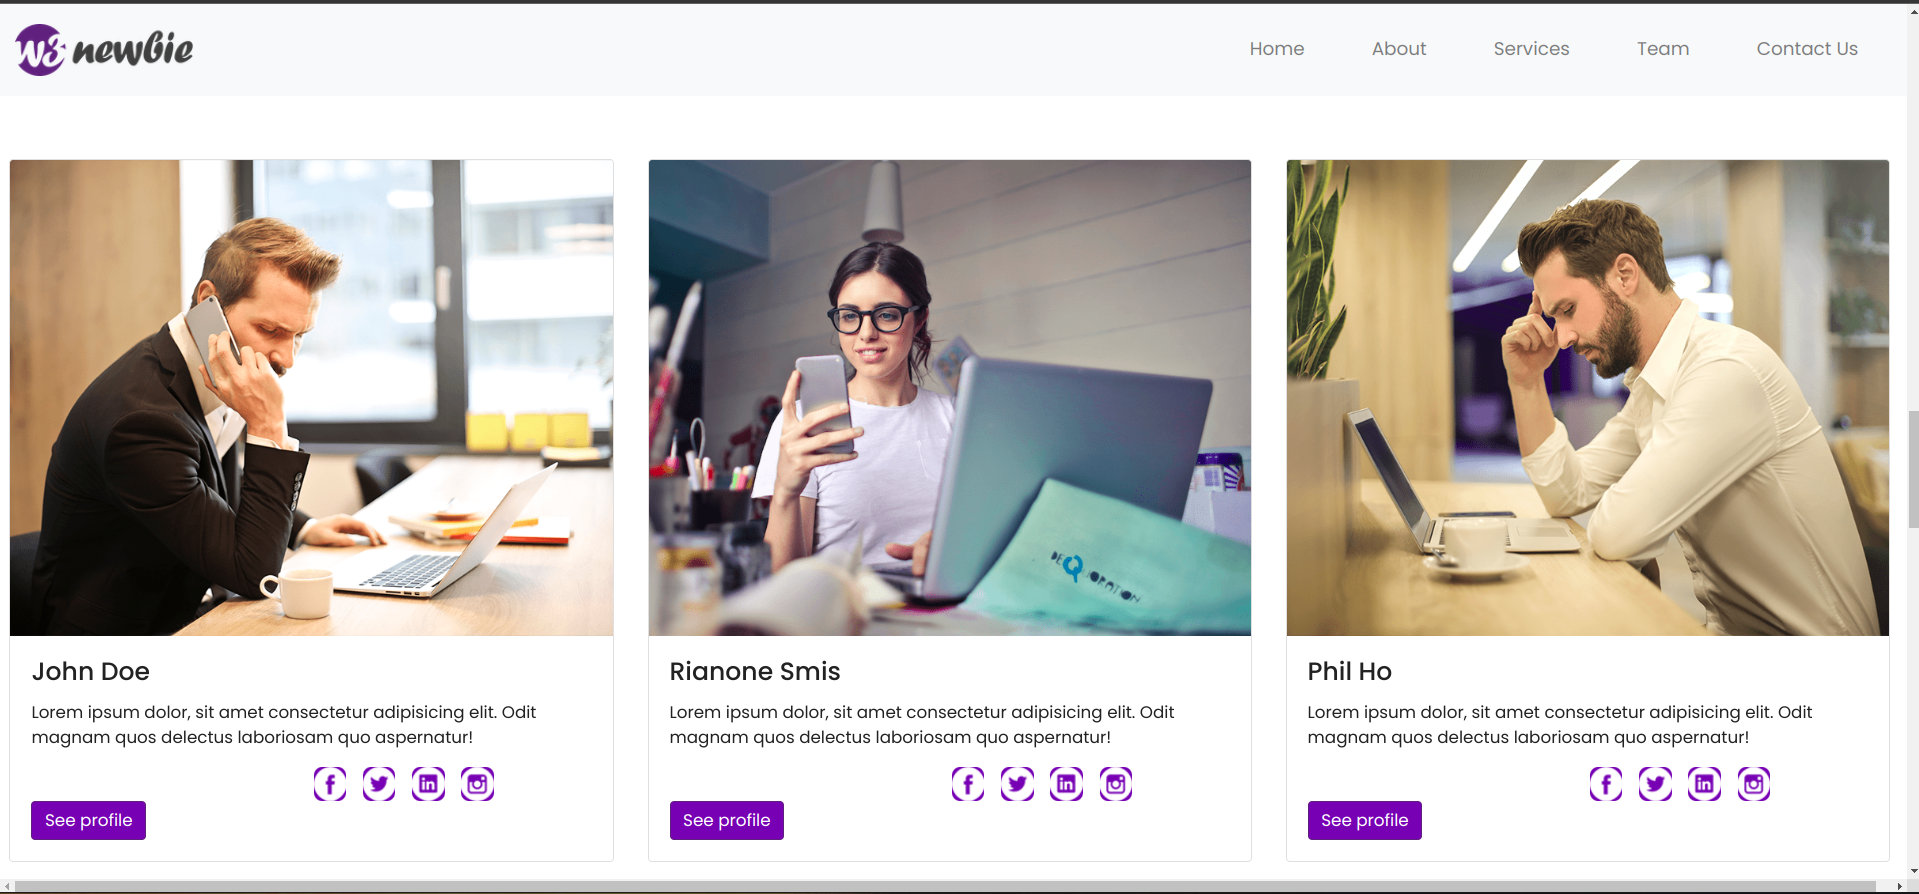 W3 newbie
Home About Services Team Contact Us
DEQORATION
John Doe
Lorem ipsum dolor, sit amet consectetur adipisicing elit. Odit
magnam quos delectus laboriosam quo aspernatur!
See profile
Rianone Smis
Lorem ipsum dolor, sit amet consectetur adipisicing elit. Odit
magnam quos delectus laboriosam quo aspernatur!
See profile
Phil Ho
Lorem ipsum dolor, sit amet consectetur adipisicing elit. Odit
magnam quos delectus laboriosam quo aspernatur!
See profile